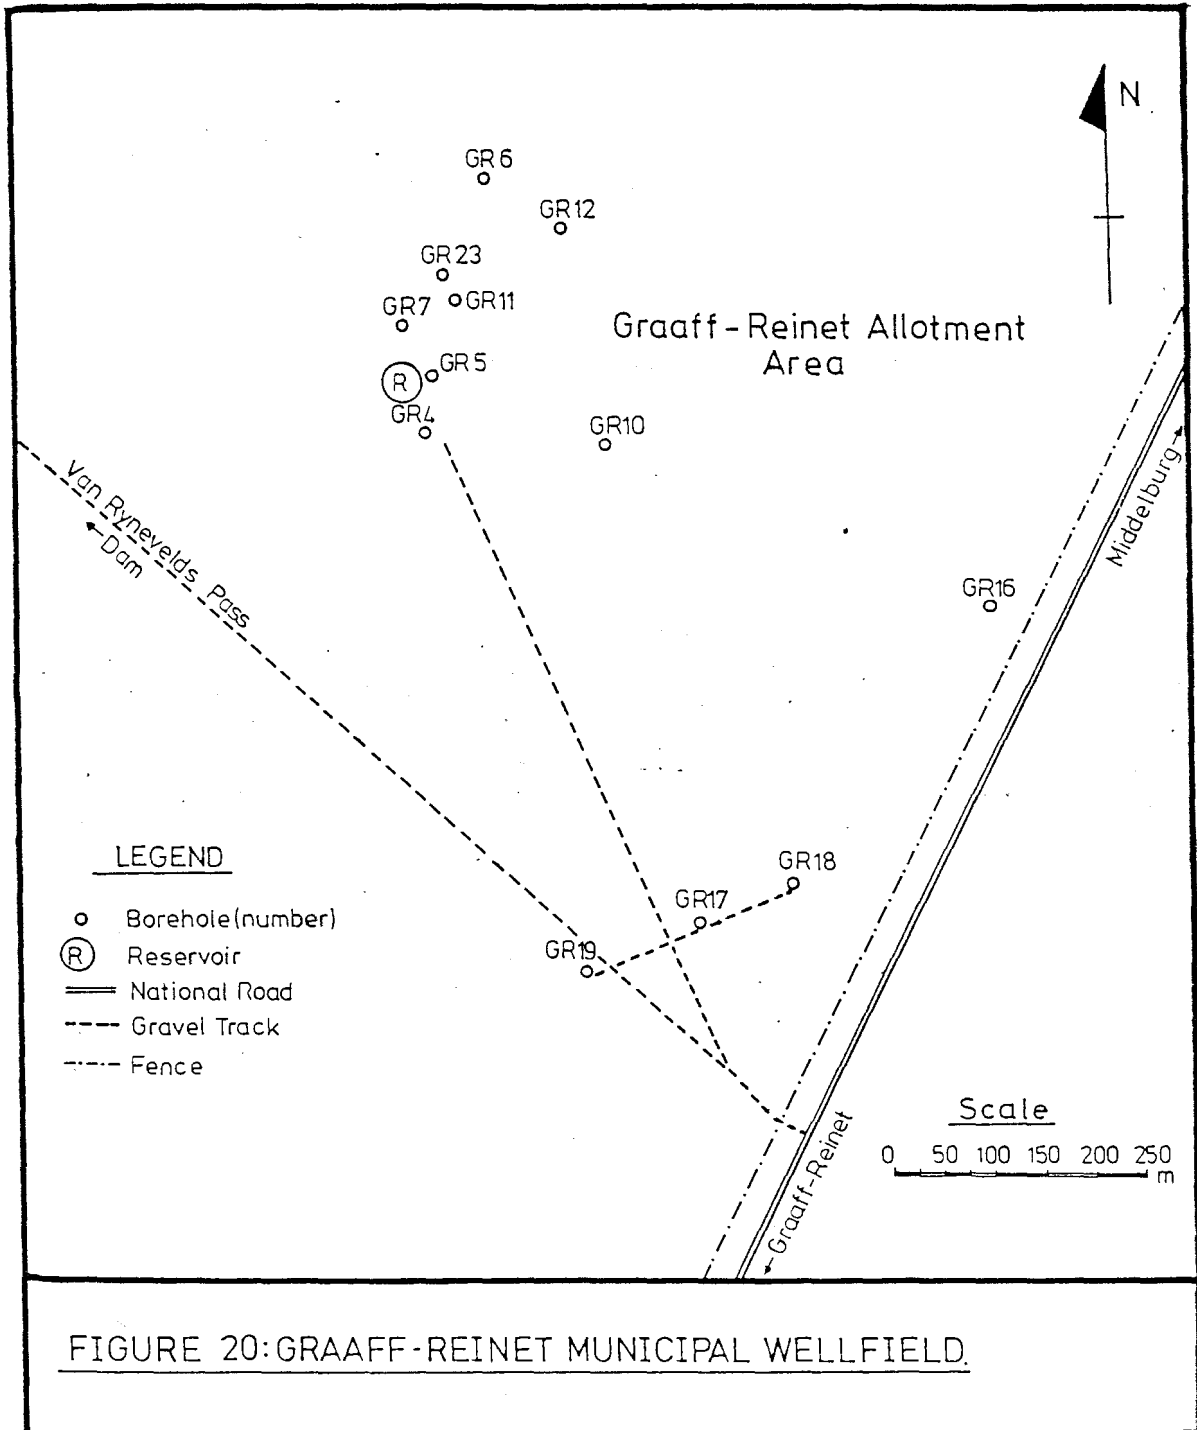 N
GR6
GR12
GR23
GR11
GR7
Graaff-Reinet Allotment
Area
GR5
R
GR4
GR10
Van Rynevelds Pass
Dam
Middelburg
GR16
LEGEND
GR18
GR17
Borehole(number)
GR19
R Reservoir
National Road
Gravel Track
Fence
Scale
0 50 100 150 200 250
m
Graaff-Reinet
FIGURE 20: GRAAFF-REINET MUNICIPAL WELLFIELD.